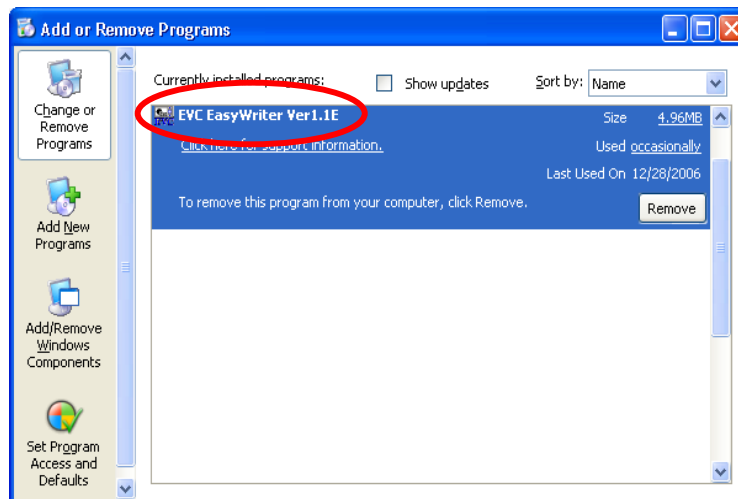 Add or Remove Programs
Change or
Remove
Programs
Add New
Programs
Add/Remove
Windows
Components
Set Program
Access and
Defaults
Currently installed programs:
Show updates
Sort by: Name
EVC EasyWriter Ver1.1E
Size 4.96MB
Click here for support information.
Used occasionally
Last Used On 12/28/2006
To remove this program from your computer, click Remove.
Remove